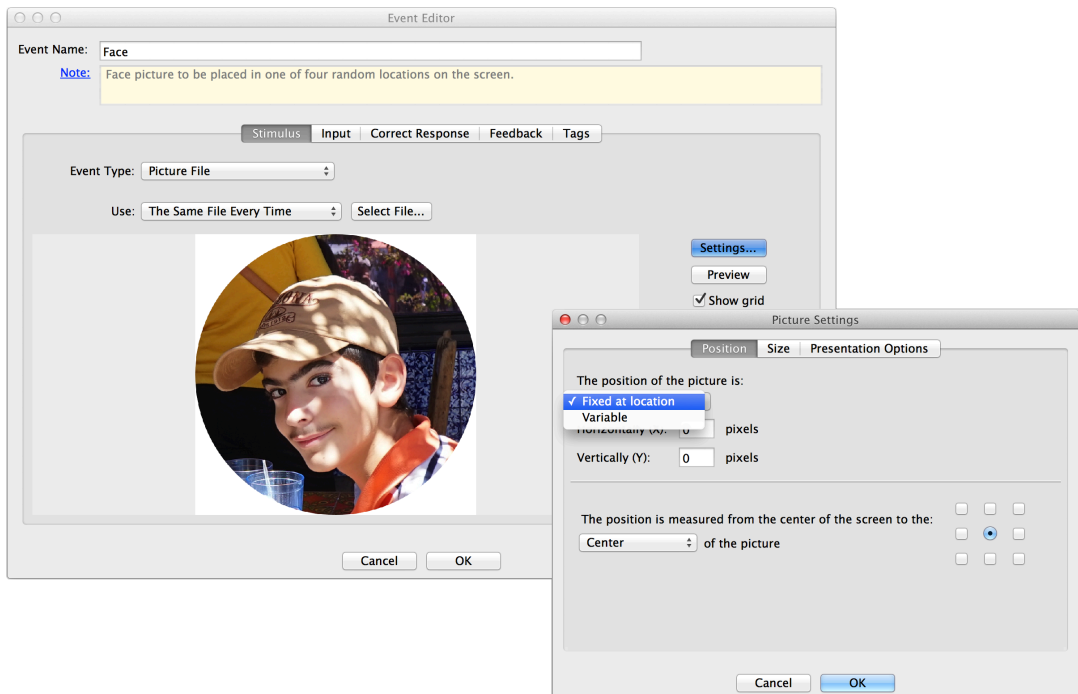 Event Editor
Event Name: Face
Note: Face picture to be placed in one of four random locations on the screen.
Stimulus Input Correct Response Feedback Tags
Event Type: Picture File
Use: The Same File Every Time Select File...
Settings...
Preview
Show grid
Cancel OK
Picture Settings
Position Size Presentation Options
The position of the picture is:
Fixed at location
Variable
Horizontally (X): 0 pixels
Vertically (Y): 0 pixels
The position is measured from the center of the screen to the:
Center of the picture
Cancel OK